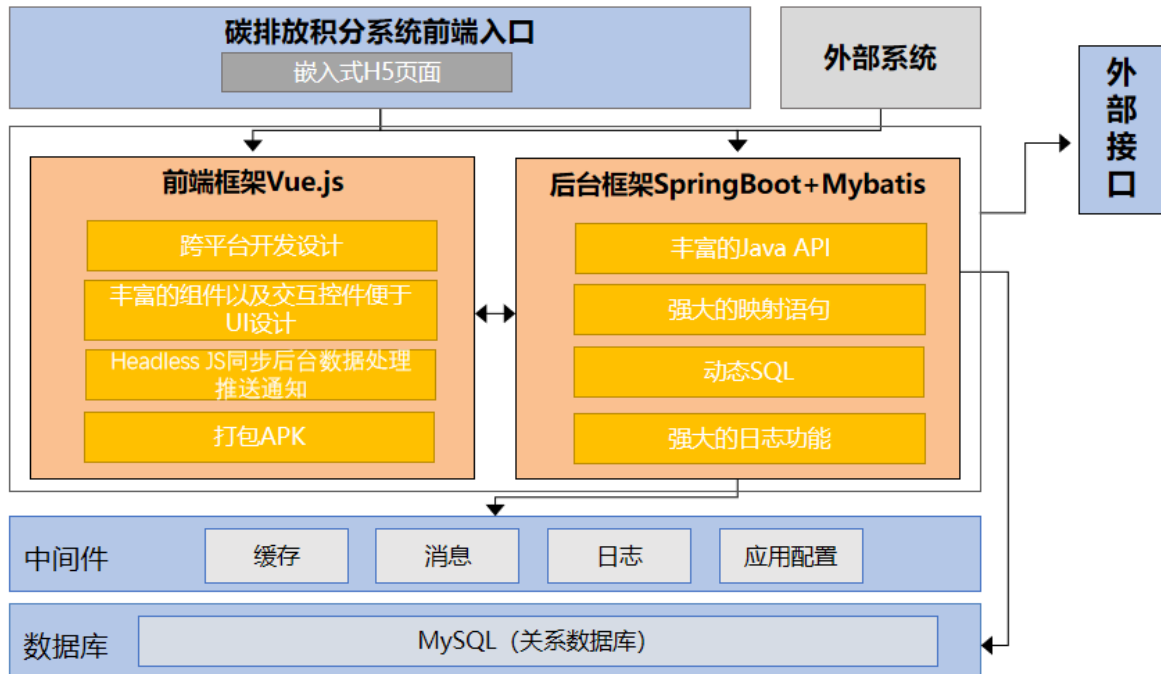 碳排放积分系统前端入口
嵌入式H5页面
外部系统
外
部
接
口
前端框架Vue.js
跨平台开发设计
丰富的组件以及交互控件便于
UI设计
Headless JS同步后台数据处理
推送通知
打包APK
后台框架SpringBoot+Mybatis
丰富的Java API
强大的映射语句
动态SQL
强大的日志功能
中间件
缓存
消息
日志
应用配置
数据库
MySQL（关系数据库）